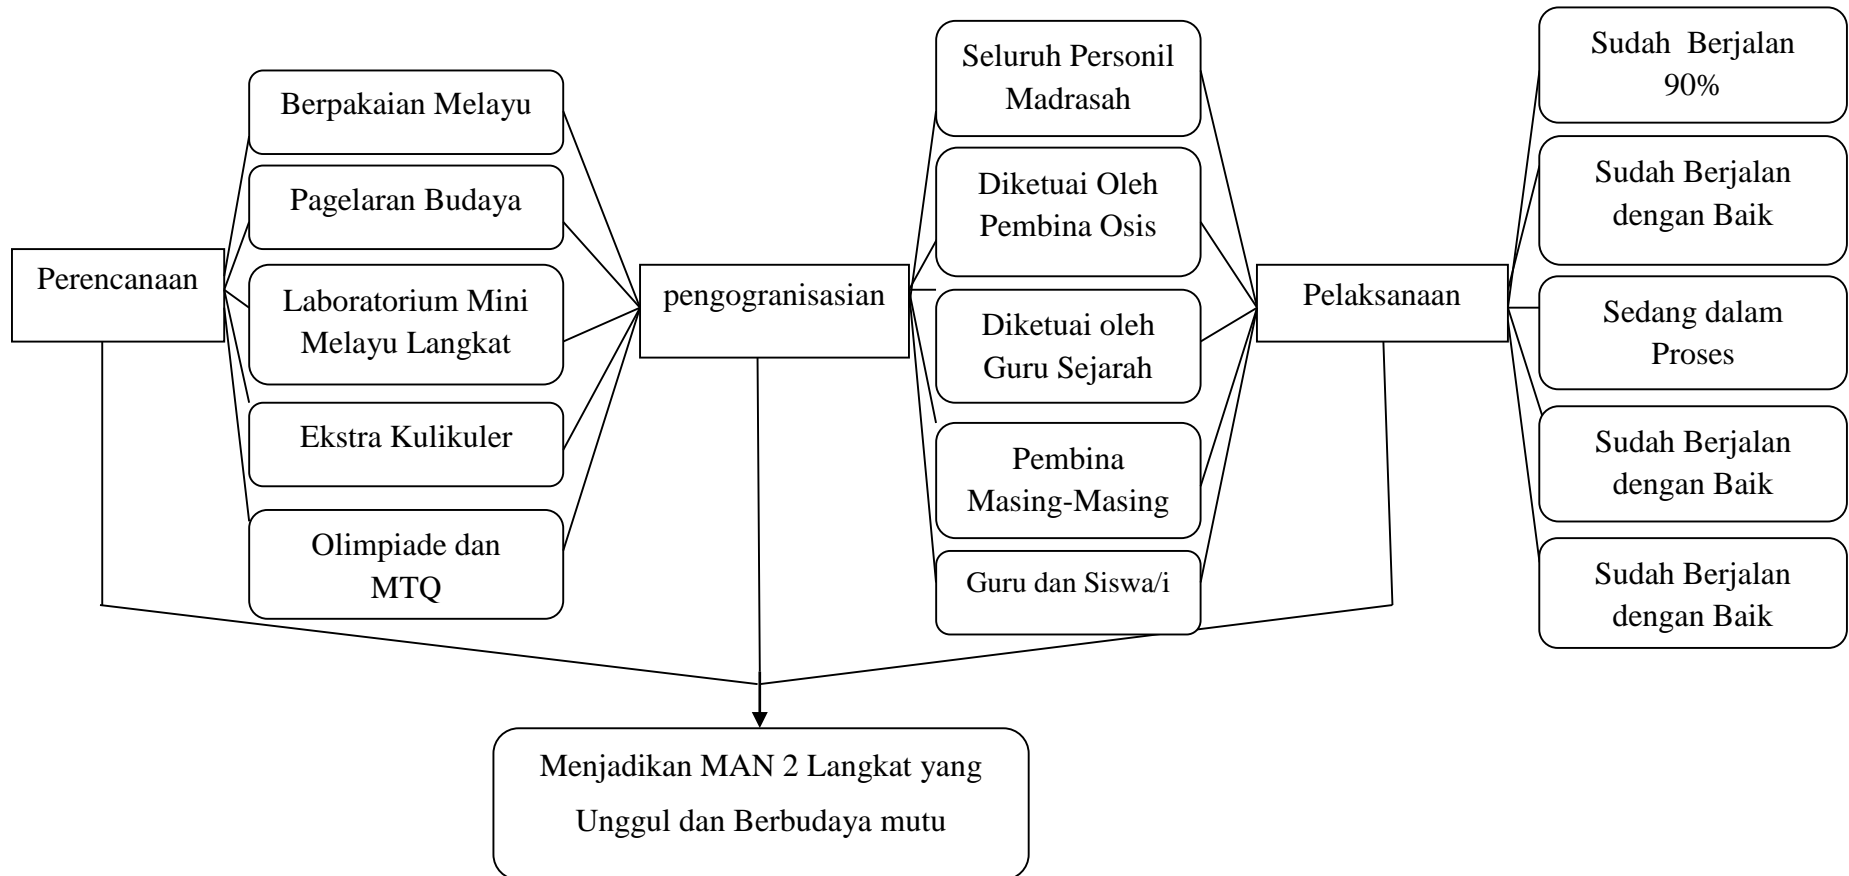 Perencanaan
Berpakaian Melayu
Pagelaran Budaya
Laboratorium Mini
Melayu Langkat
Ekstra Kulikuler
Olimpiade dan
MTQ
pengogranisasian
Seluruh Personil
Madrasah
Diketuai Oleh
Pembina Osis
Diketuai oleh
Guru Sejarah
Pembina
Masing-Masing
Guru dan Siswa/i
Pelaksanaan
Sudah  Berjalan
90%
Sudah Berjalan
dengan Baik
Sedang dalam
Proses
Sudah Berjalan
dengan Baik
Sudah Berjalan
dengan Baik
Menjadikan MAN 2 Langkat yang
Unggul dan Berbudaya mutu